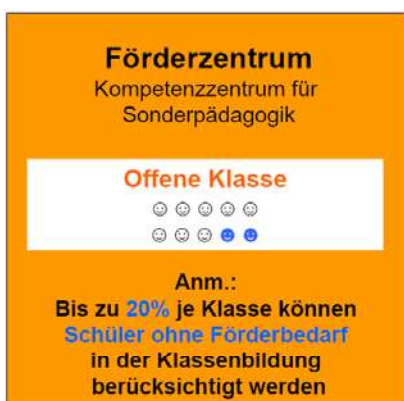 Förderzentrum
Kompetenzzentrum für
Sonderpädagogik
Offene Klasse
Anm.:
Bis zu 20% je Klasse können
Schüler ohne Förderbedarf
in der Klassenbildung
berücksichtigt werden